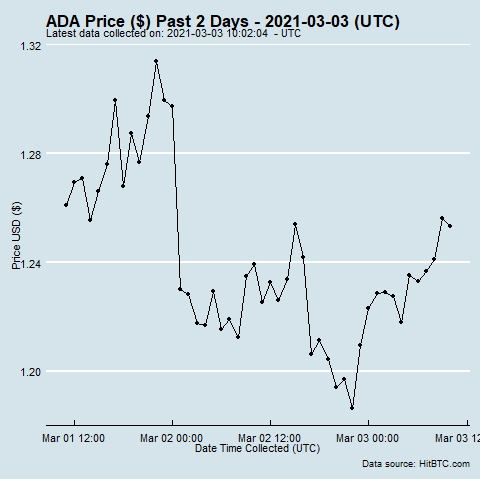 ADA Price ($) Past 2 Days - 2021-03-03 (UTC)
Latest data collected on: 2021-03-03 10:02:04 - UTC
1.32
1.28
1.24
1.20
Price USD ($)
Mar 01 12:00 Mar 02 00:00 Mar 02 12:00 Mar 03 00:00 Mar 03 12
Date Time Collected (UTC)
Data source: HitBTC.com